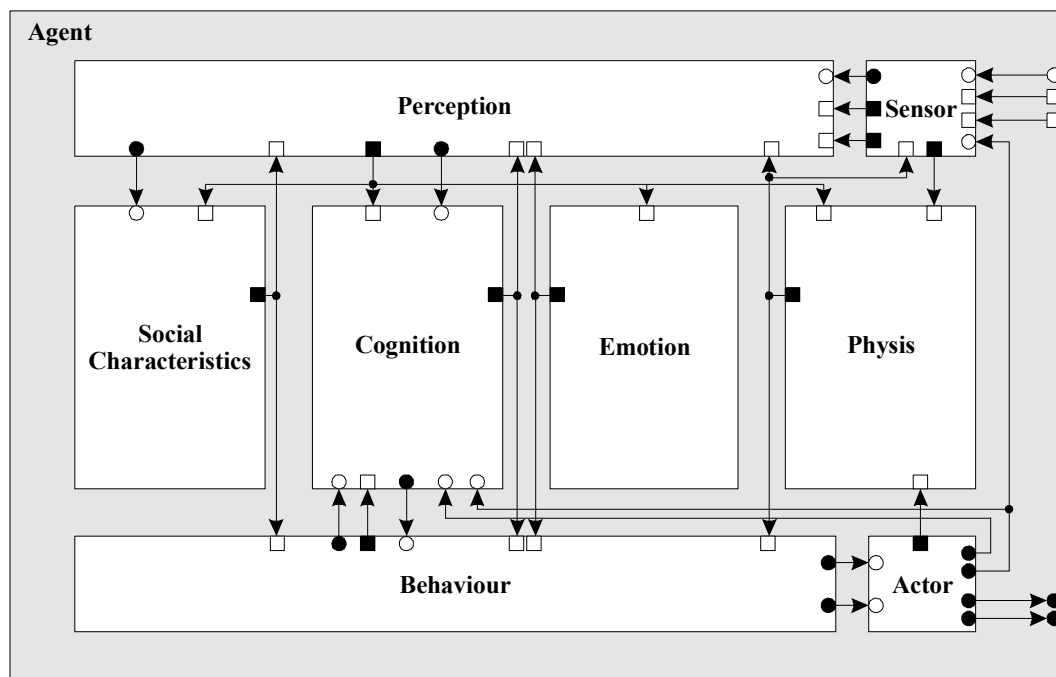 Agent
Perception
Sensor
Social
Characteristics
Cognition
Emotion
Physis
Behaviour
Actor